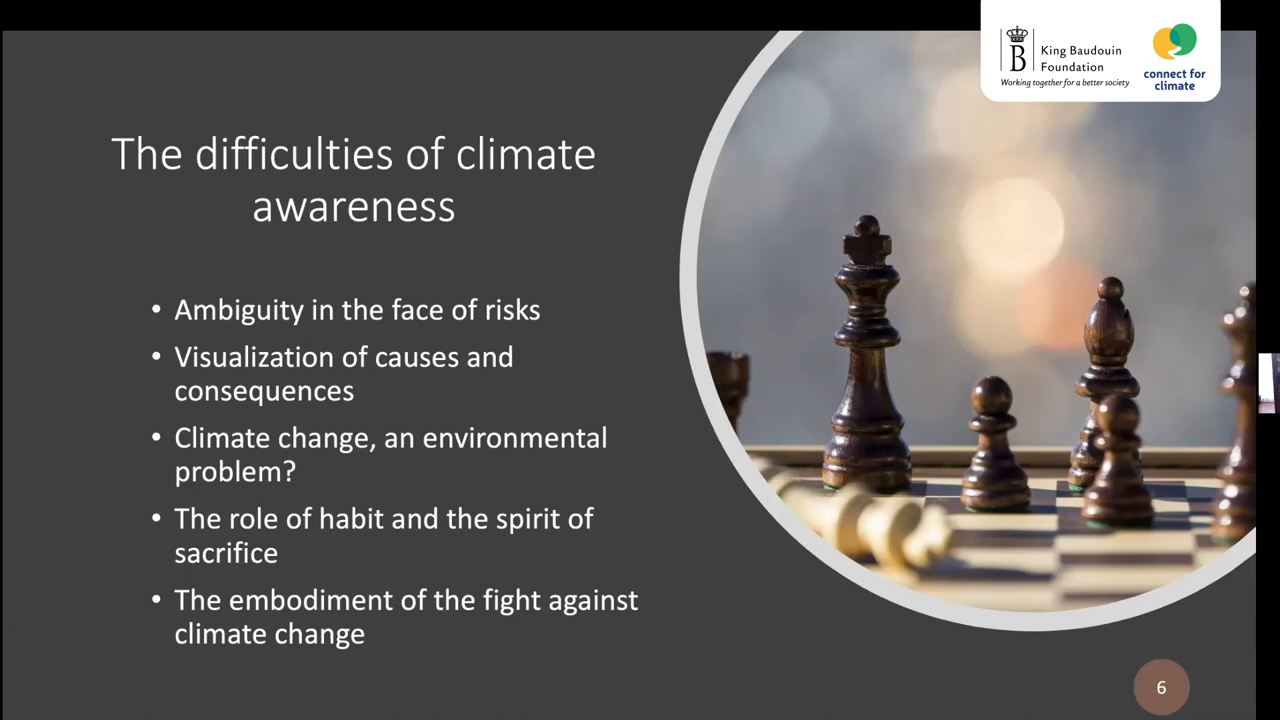 B
King Baudouin
Foundation
Working together for a better society
connect for
climate
The difficulties of climate
awareness
• Ambiguity in the face of risks
• Visualization of causes and
consequences
• Climate change, an environmental
problem?
• The role of habit and the spirit of
sacrifice
• The embodiment of the fight against
climate change
6